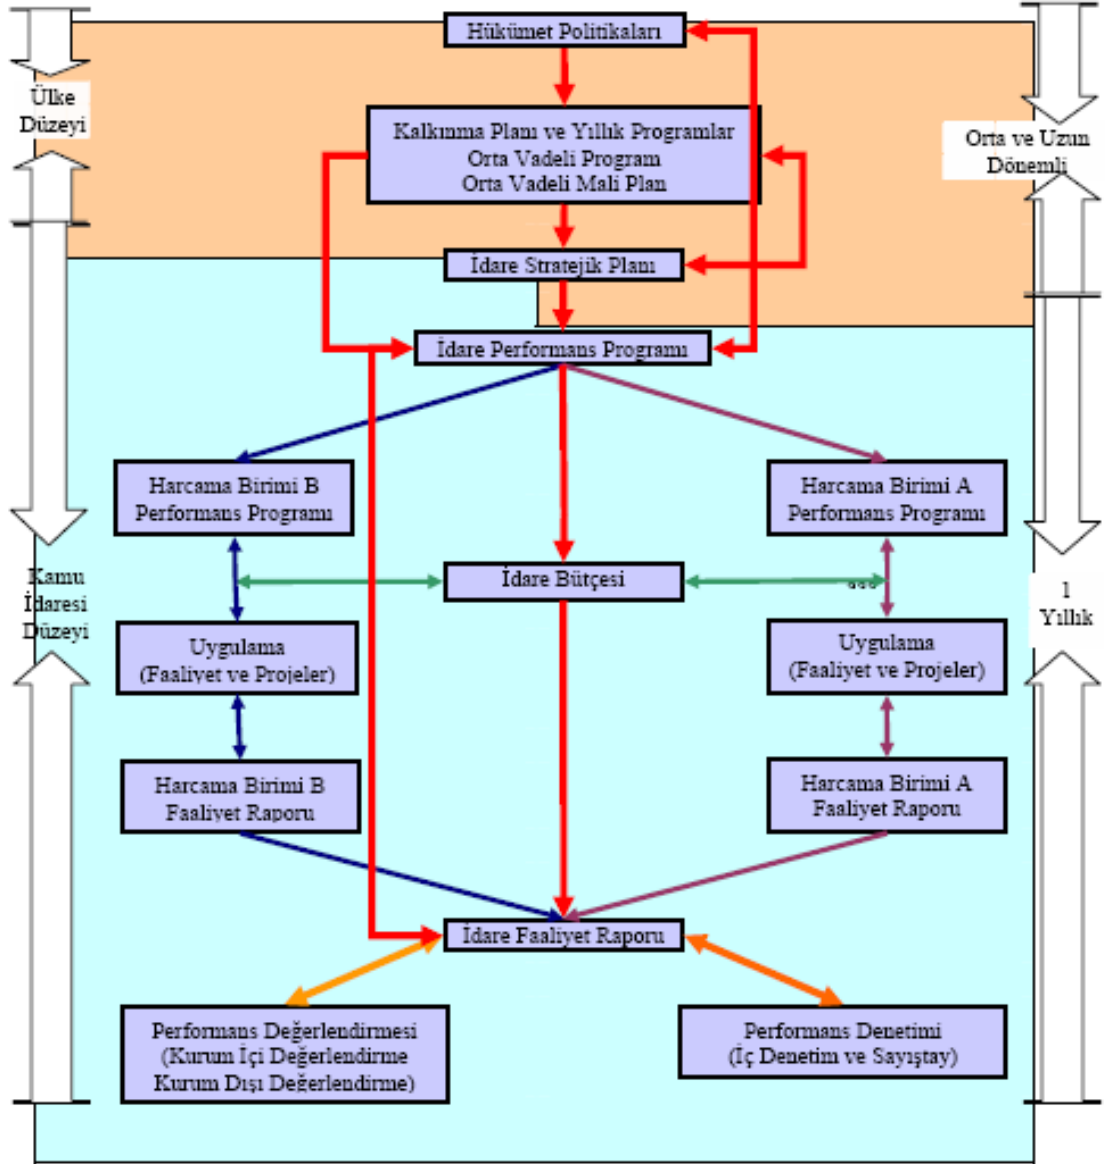 Hükümet Politikaları
Ülke
Düzeyi
Kalkınma Planı ve Yıllık Programlar
Orta Vadeli Program
Orta Vadeli Mali Plan
Orta ve Uzun
Dönemli
İdare Stratejik Planı
İdare Performans Programı
Harcama Birimi B
Performans Programı
Harcama Birimi A
Performans Programı
Kamu
İdaresi
Düzeyi
İdare Bütçesi
1
Yıllık
Uygulama
(Faaliyet ve Projeler)
Uygulama
(Faaliyet ve Projeler)
Harcama Birimi B
Faaliyet Raporu
Harcama Birimi A
Faaliyet Raporu
İdare Faaliyet Raporu
Performans Değerlendirmesi
(Kurum İçi Değerlendirme
Kurum Dışı Değerlendirme)
Performans Denetimi
(İç Denetim ve Sayıştay)